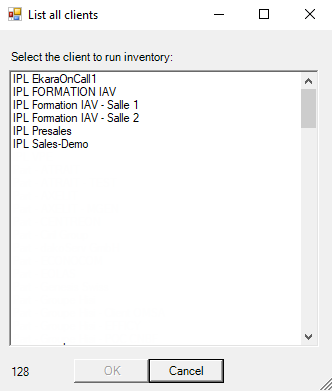 List all clients
Select the client to run inventory:
IPL EkaraOnCall1
IPL FORMATION IAV
IPL Formation IAV - Salle 1
IPL Formation IAV - Salle 2
IPL Presales
IPL Sales-Demo
128
OK
Cancel